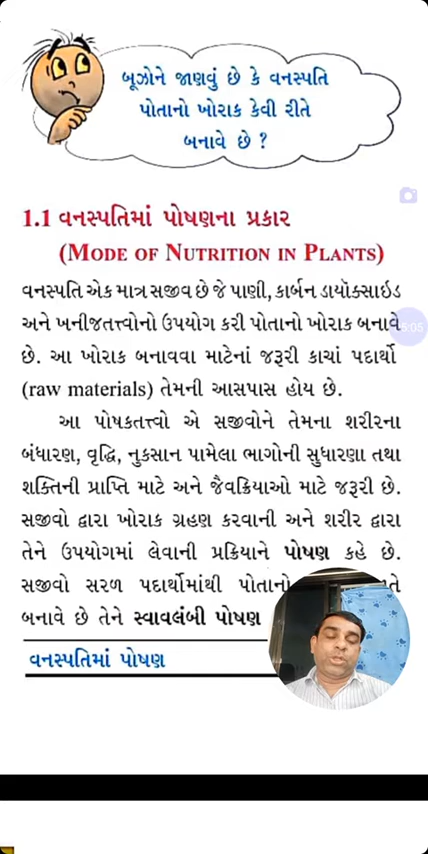 બૂઝોને જાણવું છે કે વનસ્પતિ
પોતાનો ખોરાક કેવી રીતે
બનાવે છે ?
1.1 વનસ્પતિમાં પોષણના પ્રકાર
(MODE OF NUTRITION IN PLANTS)
વનસ્પતિ એક માત્ર સજીવ છે જે પાણી, કાર્બન ડાયૉક્સાઇડ
અને ખનીજતત્ત્વોનો ઉપયોગ કરી પોતાનો ખોરાક બનાવે
છે. આ ખોરાક બનાવવા માટેનાં જરૂરી કાચાં પદાર્થો
(raw materials) તેમની આસપાસ હોય છે.
આ પોષકતત્ત્વો એ સજીવોને તેમના શરીરના
બંધારણ, વૃદ્ધિ, નુકસાન પામેલા ભાગોની સુધારણા તથા
શક્તિની પ્રાપ્તિ માટે અને જૈવક્રિયાઓ માટે જરૂરી છે.
સજીવો દ્વારા ખોરાક ગ્રહણ કરવાની અને શરીર દ્વારા
તેને ઉપયોગમાં લેવાની પ્રક્રિયાને પોષણ કહે છે.
સજીવો સરળ પદાર્થોમાંથી પોતાનો
બનાવે છે તેને સ્વાવલંબી પોષણ
વનસ્પતિમાં પોષણ